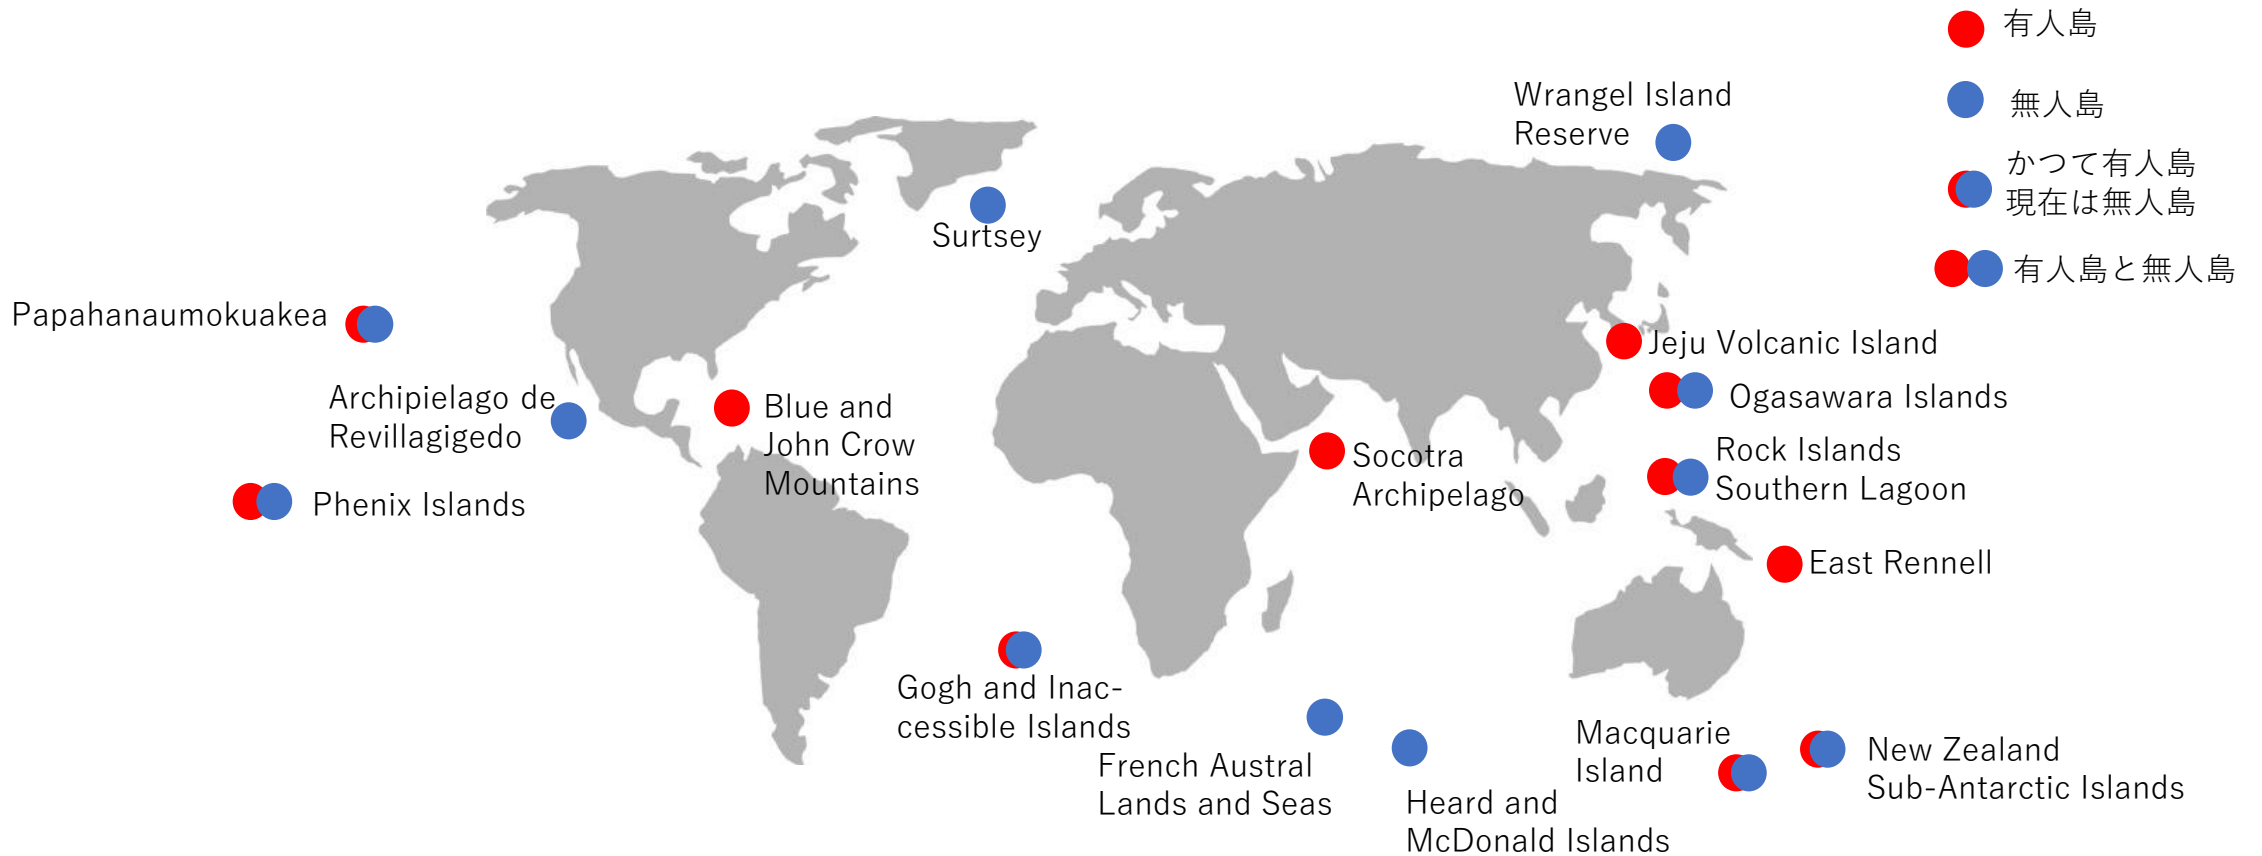 有人島
無人島
かつて有人島
現在は無人島
有人島と無人島
Wrangel Island
Reserve
Surtsey
Papahanaumokuakea
Jeju Volcanic Island
Archipielago de
Revillagigedo
Blue and
John Crow
Mountains
Ogasawara Islands
Socotra
Archipelago
Rock Islands
Southern Lagoon
Phenix Islands
East Rennell
Gogh and Inac-
cessible Islands
French Austral
Lands and Seas
Heard and
McDonald Islands
Macquarie
Island
New Zealand
Sub-Antarctic Islands